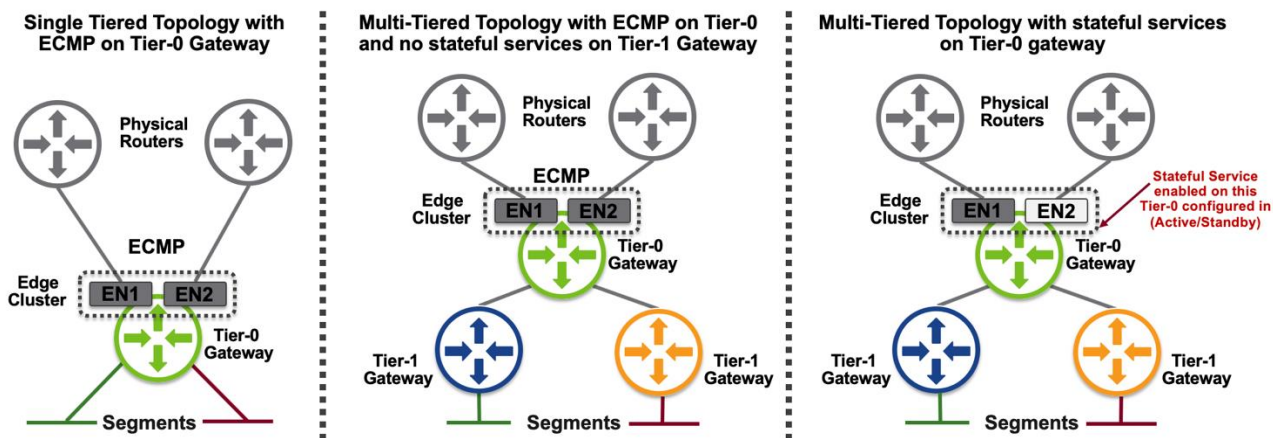 Single Tiered Topology with
ECMP on Tier-0 Gateway
Physical
Routers
ECMP
Edge
Cluster
EN1
EN2
Tier-0
Gateway
Segments
Multi-Tiered Topology with ECMP on Tier-0
and no stateful services on Tier-1 Gateway
Physical
Routers
ECMP
Edge
Cluster
EN1
EN2
Tier-0
Gateway
Tier-1
Gateway
Tier-1
Gateway
Segments
Multi-Tiered Topology with stateful services
on Tier-0 gateway
Physical
Routers
Stateful Service
enabled on this
Tier-0 configured in
(Active/Standby)
Edge
Cluster
EN1
EN2
Tier-0
Gateway
Tier-1
Gateway
Tier-1
Gateway
Segments